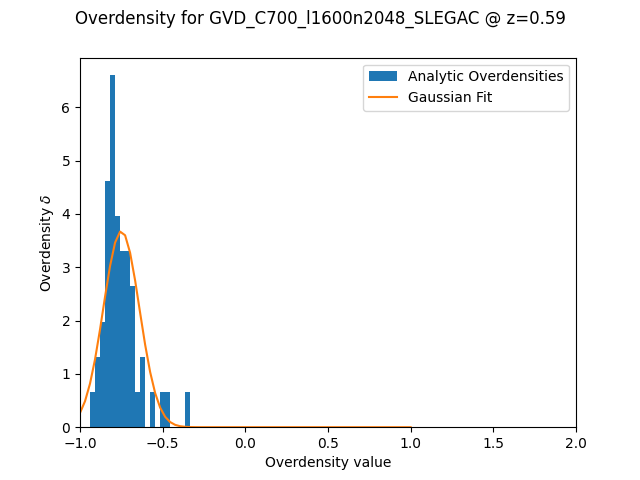 Overdensity for GVD_C700_l1600n2048_SLEGAC @ z=0.59
Analytic Overdensities
Gaussian Fit
Overdensity δ
6
5
4
3
2
1
0
−1.0 −0.5 0.0 0.5 1.0 1.5 2.0
Overdensity value